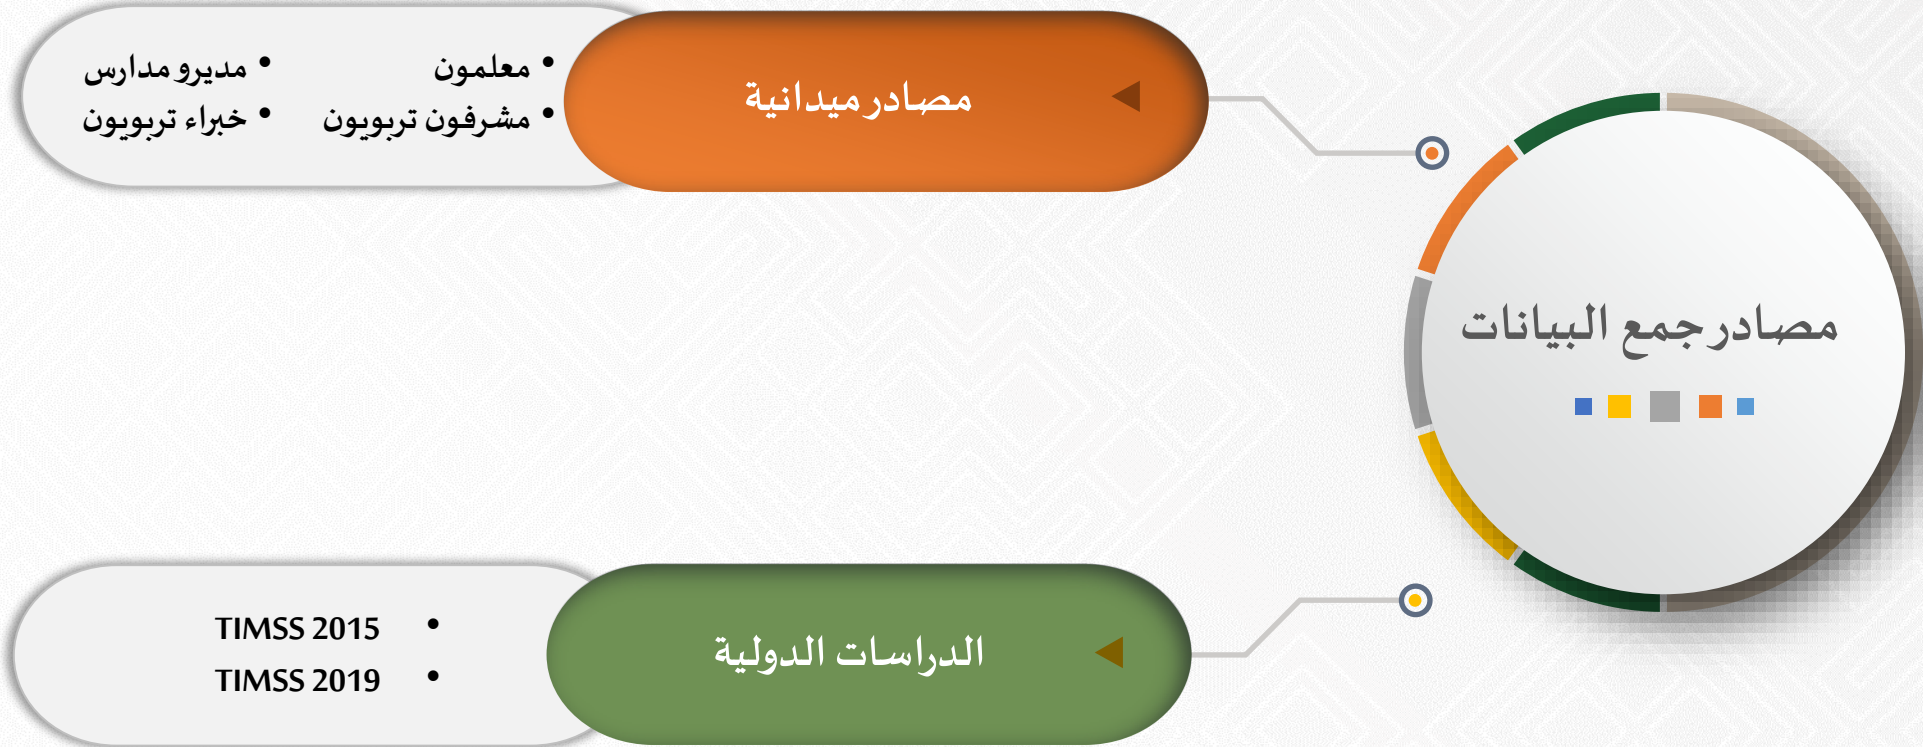 مصادر جمع البيانات
مصادر ميدانية
• معلمون
• مشرفون تربويون
• مديرو مدارس
• خبراء تربويون
الدراسات الدولية
• TIMSS 2015
• TIMSS 2019